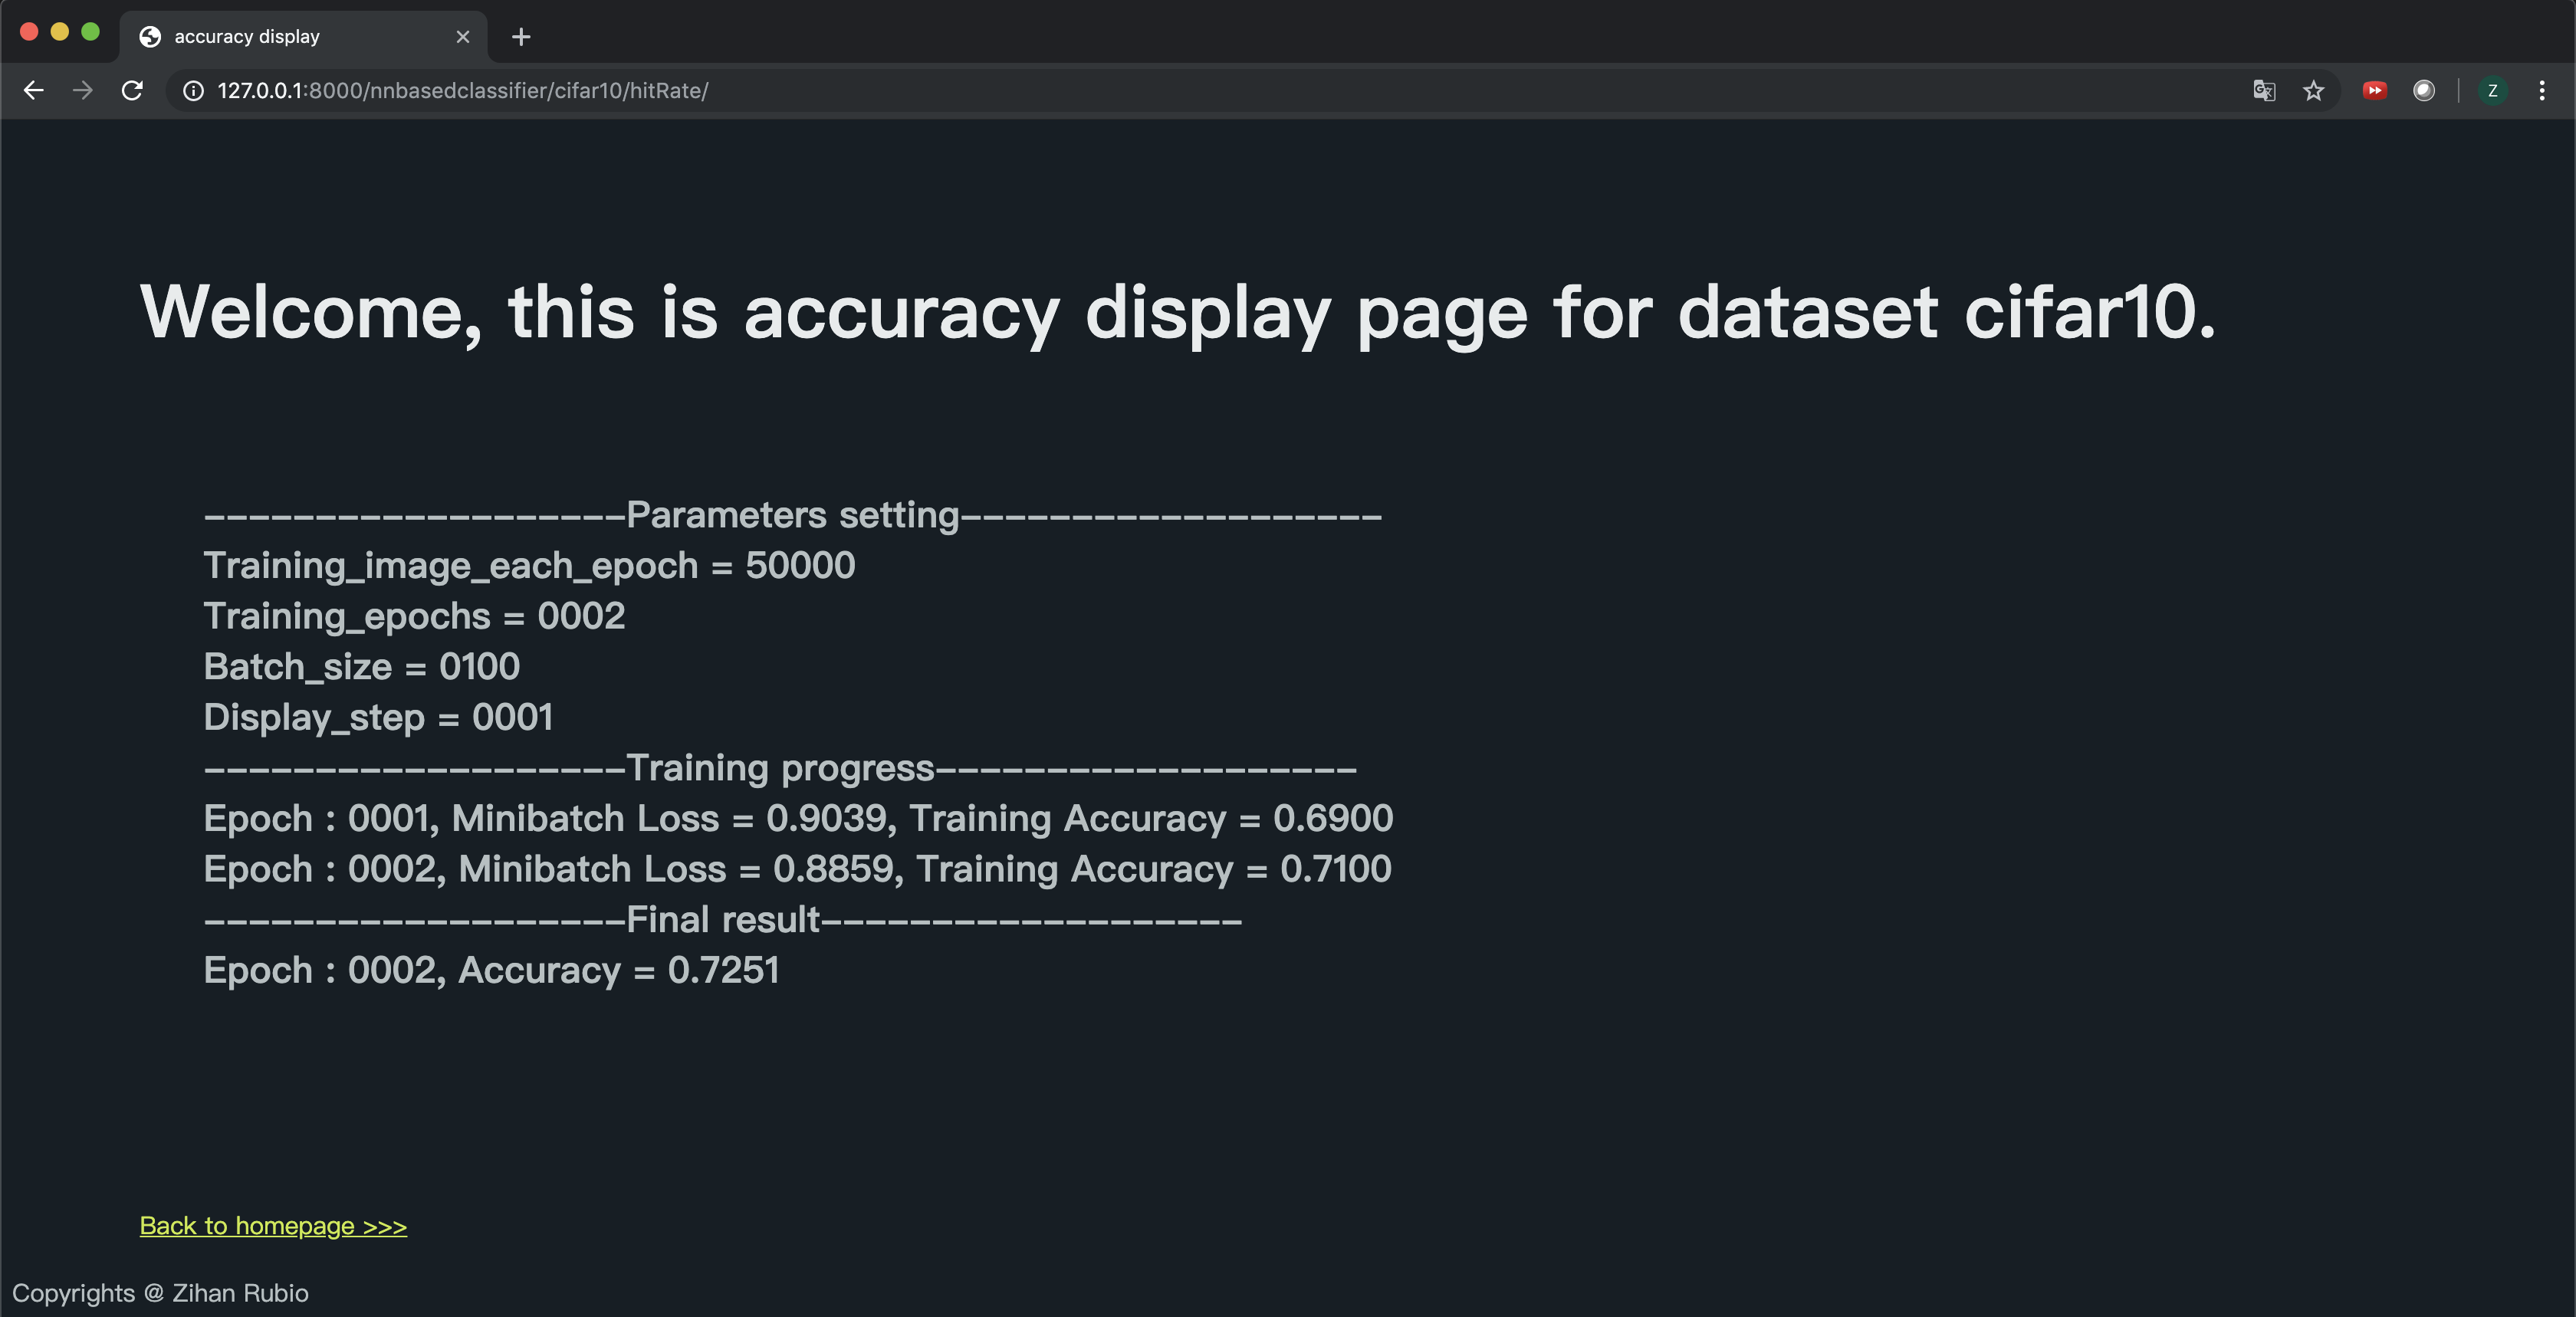 accuracy display
127.0.0.1:8000/nnbasedclassifier/cifar10/hitRate/
Z
Welcome, this is accuracy display page for dataset cifar10.
-------------------Parameters setting-------------------
Training_image_each_epoch = 50000
Training_epochs = 0002
Batch_size = 0100
Display_step = 0001
-------------------Training progress-------------------
Epoch : 0001, Minibatch Loss = 0.9039, Training Accuracy = 0.6900
Epoch : 0002, Minibatch Loss = 0.8859, Training Accuracy = 0.7100
-------------------Final result-------------------
Epoch : 0002, Accuracy = 0.7251
Back to homepage >>>
Copyrights @ Zihan Rubio